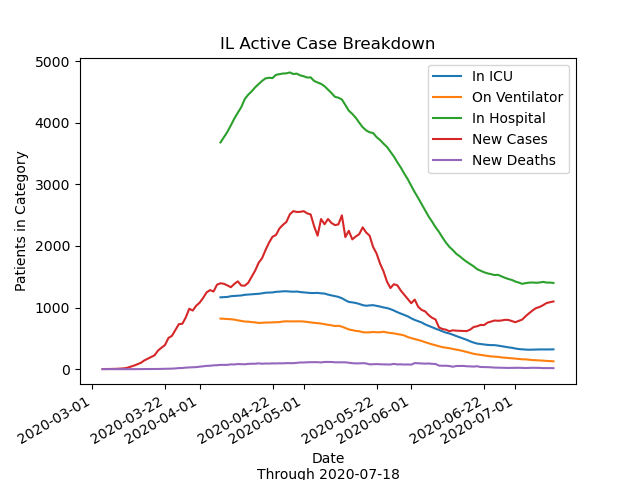 IL Active Case Breakdown
5000
4000
3000
2000
1000
0
Patients in Category
In ICU
On Ventilator
In Hospital
New Cases
New Deaths
2020-03-01
2020-03-22
2020-04-01
2020-04-22
2020-05-01
2020-05-22
2020-06-01
2020-06-22
2020-07-01
Date
Through 2020-07-18